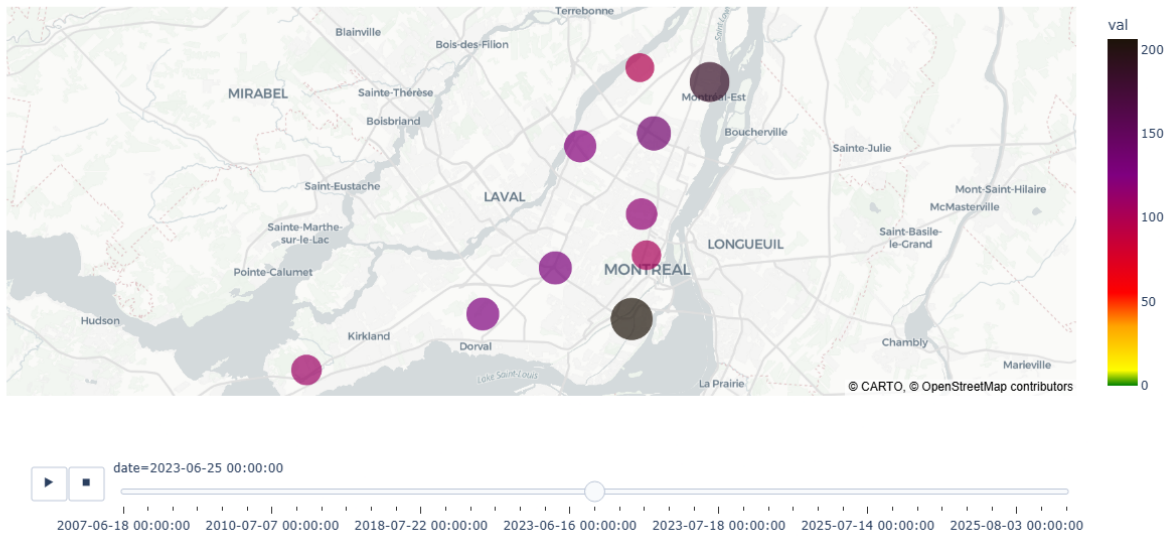 Terrebonne
val
Blainville
Saint-Lou
Bois-des-Filion
200
MIRABEL
Sainte-Thérèse
Montréal-Est
Boisbriand
Boucherville
150
Sainte-Julie
Saint-Eustache
LAVAL
Mont-Saint-Hilaire
McMasterville
100
Sainte-Marthe-
sur-le-Lac
Saint-Basile-
le-Grand
LONGUEUIL
Pointe-Calumet
MONTREAL
50
Hudson
Kirkland
Dorval
Chambly
Lake Saint-Louis
La Prairie
Marieville
© CARTO, © OpenStreetMap contributors
0
date=2023-06-25 00:00:00
2007-06-18 00:00:00 2010-07-07 00:00:00 2018-07-22 00:00:00 2023-06-16 00:00:00 2023-07-18 00:00:00 2025-07-14 00:00:00 2025-08-03 00:00:00